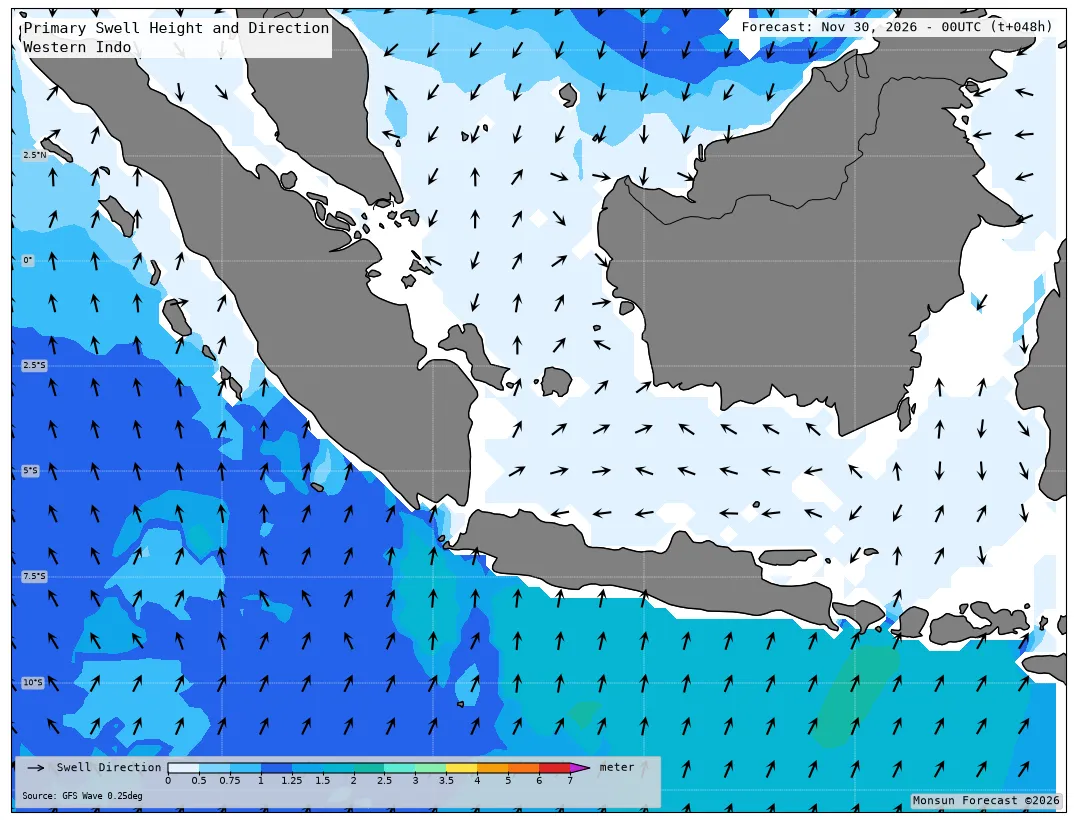 Primary Swell Height and Direction
Western Indo
Forecast: Nov 30, 2026 - 00UTC (t+048h)
2.5°N
0°
2.5°S
5°S
7.5°S
10°S
Swell Direction
meter
0 0.5 0.75 1 1.25 1.5 2 2.5 3 3.5 4 5 6 7
Source: GFS Wave 0.25deg
Monsun Forecast ©2026